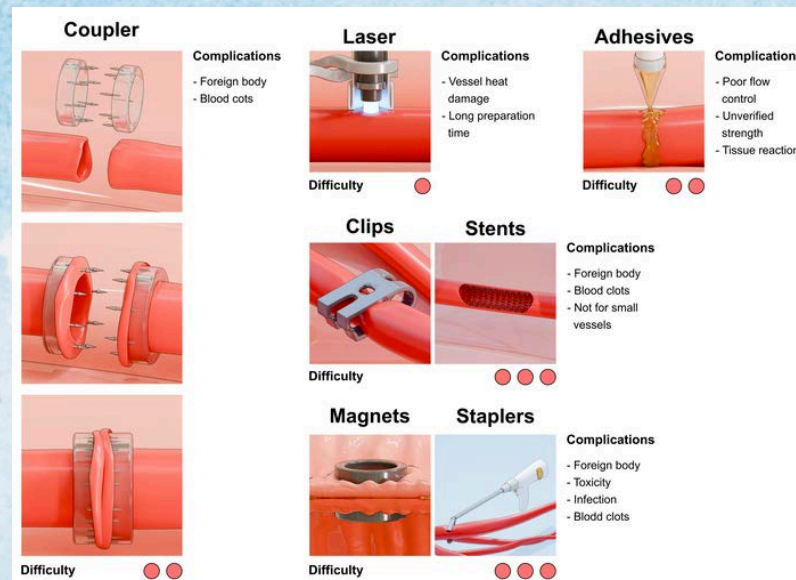 Coupler
Complications
- Foreign body
- Blood cots
Difficulty
Laser
Complications
- Vessel heat
damage
- Long preparation
time
Difficulty
Adhesives
Complication
- Poor flow
control
- Unverified
strength
- Tissue reaction
Difficulty
Clips
Stents
Complications
- Foreign body
- Blood clots
- Not for small
vessels
Difficulty
Magnets
Staplers
Complications
- Foreign body
- Toxicity
- Infection
- Blodd clots
Difficulty